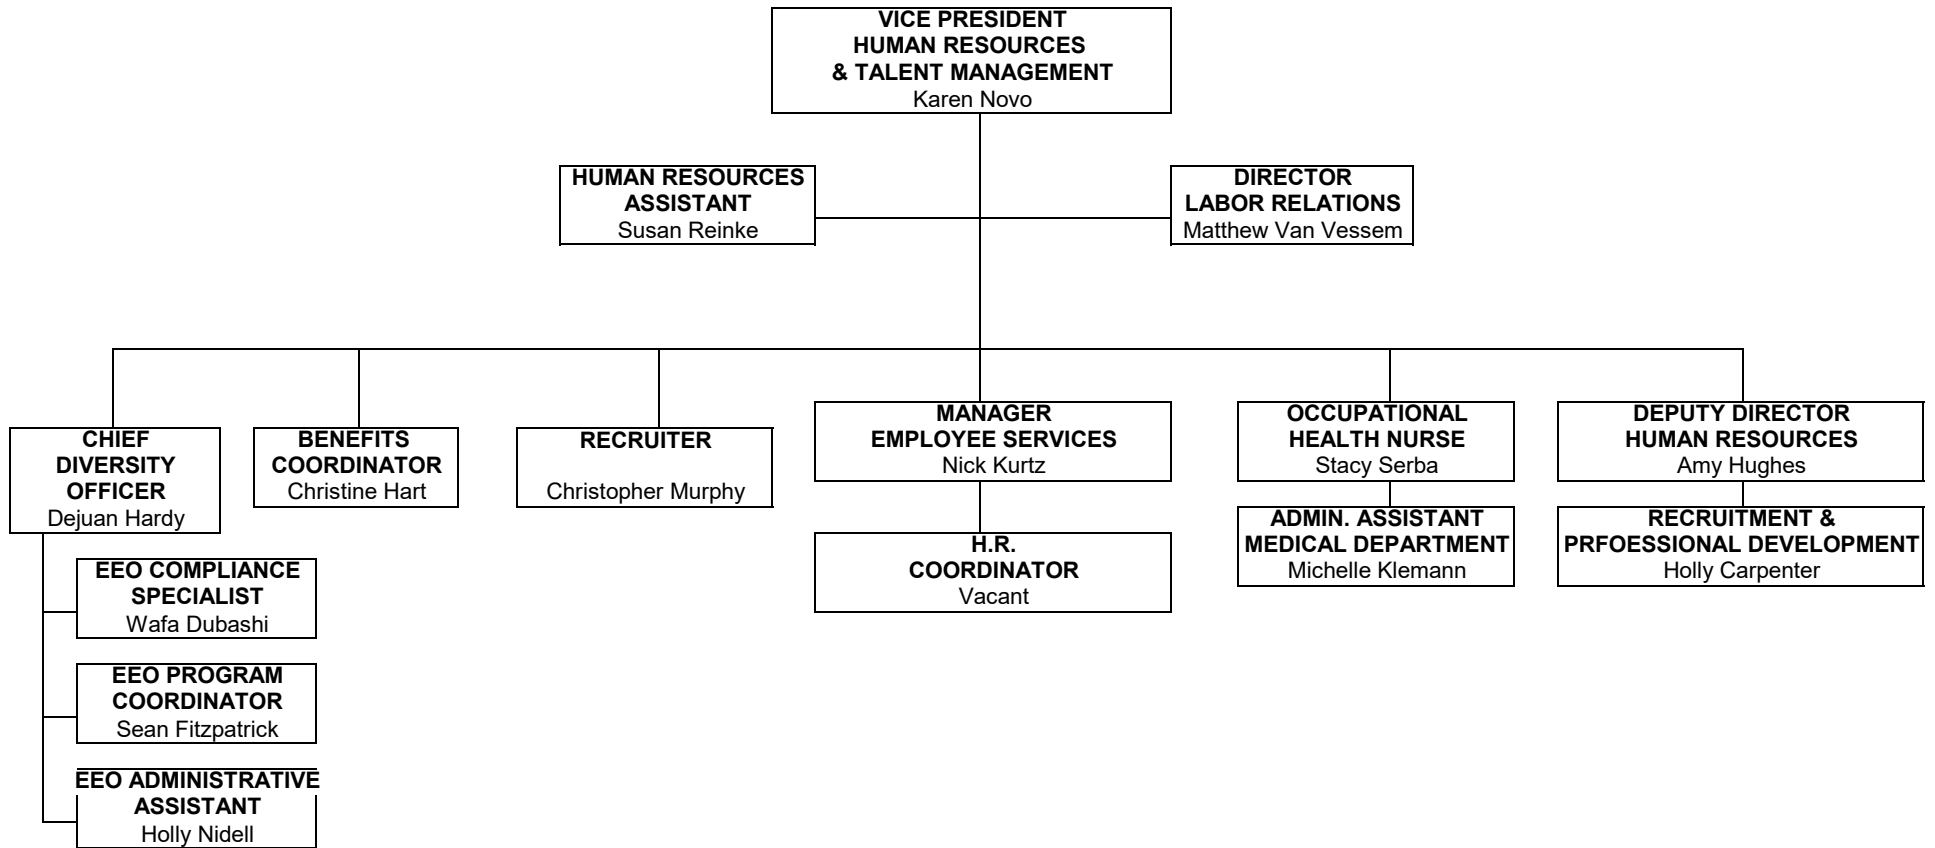 VICE PRESIDENT
HUMAN RESOURCES
& TALENT MANAGEMENT
Karen Novo
HUMAN RESOURCES
ASSISTANT
Susan Reinke
DIRECTOR
LABOR RELATIONS
Matthew Van Vessem
CHIEF
DIVERSITY
OFFICER
Dejuan Hardy
BENEFITS
COORDINATOR
Christine Hart
RECRUITER
Christopher Murphy
MANAGER
EMPLOYEE SERVICES
Nick Kurtz
OCCUPATIONAL
HEALTH NURSE
Stacy Serba
DEPUTY DIRECTOR
HUMAN RESOURCES
Amy Hughes
EEO COMPLIANCE
SPECIALIST
Wafa Dubashi
EEO PROGRAM
COORDINATOR
Sean Fitzpatrick
EEO ADMINISTRATIVE
ASSISTANT
Holly Nidell
H.R.
COORDINATOR
Vacant
ADMIN. ASSISTANT
MEDICAL DEPARTMENT
Michelle Klemann
RECRUITMENT &
PRFOESSIONAL DEVELOPMENT
Holly Carpenter